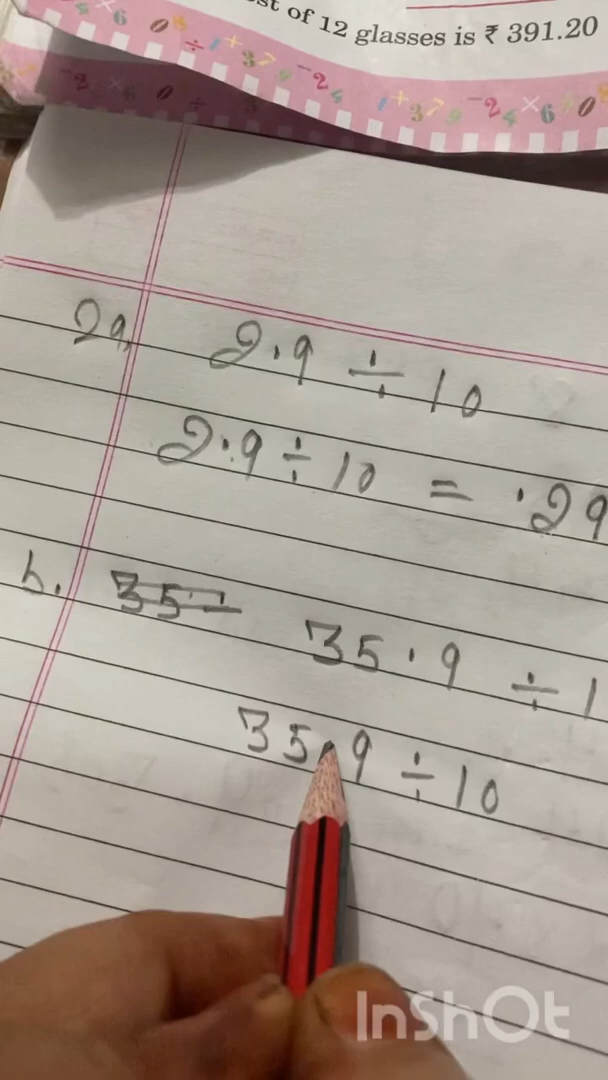 of 12 glasses is ₹ 391.20
2a, 2.9 ÷ 10
2.9 ÷ 10 = .29
b. 35.9 ÷ 1
35.9 ÷ 10
InShOt